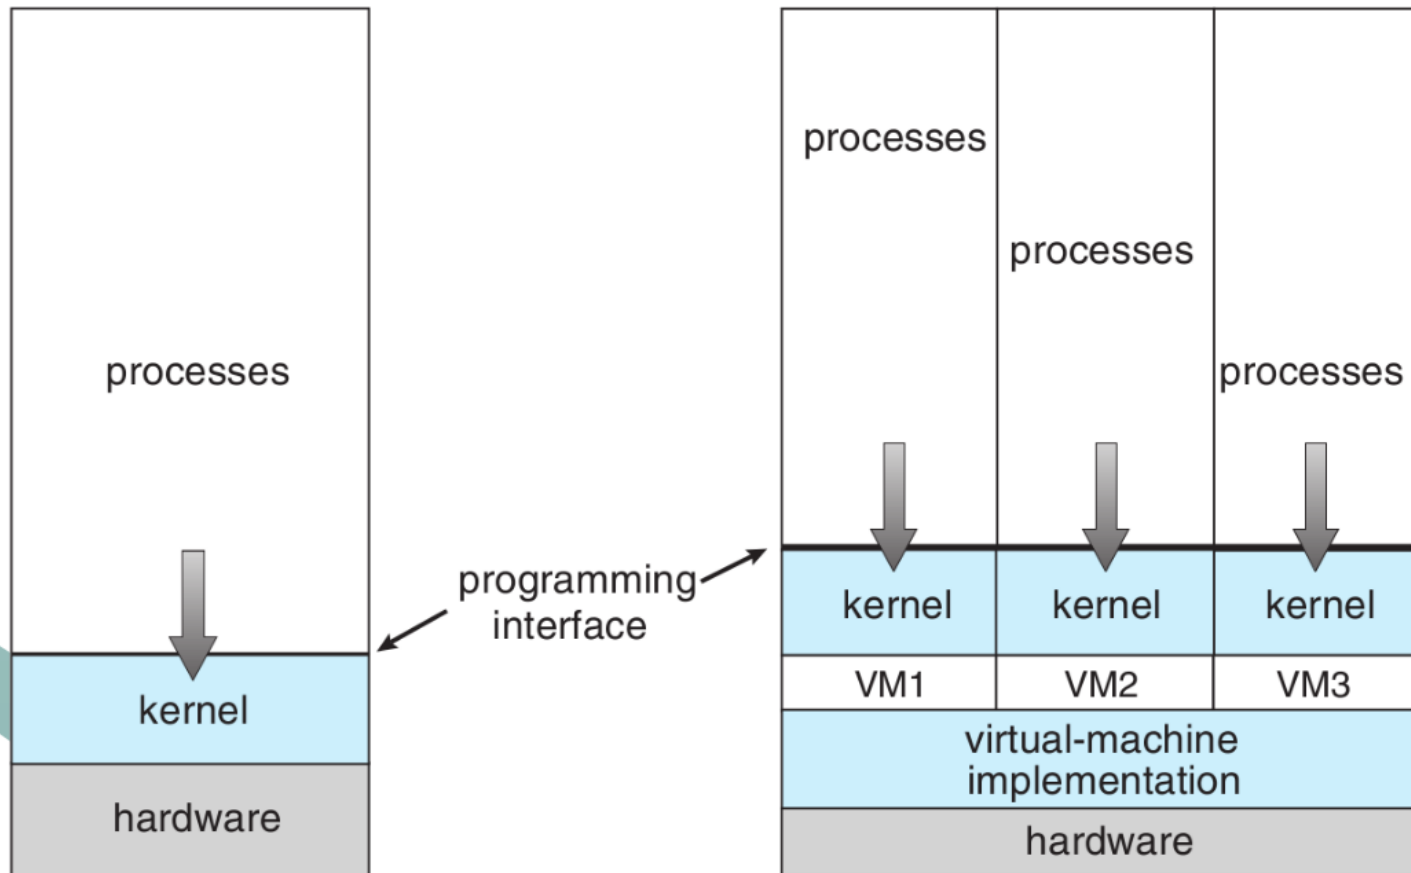 processes
kernel
hardware
programming
interface
processes
processes
processes
kernel
kernel
kernel
VM1
VM2
VM3
virtual-machine
implementation
hardware